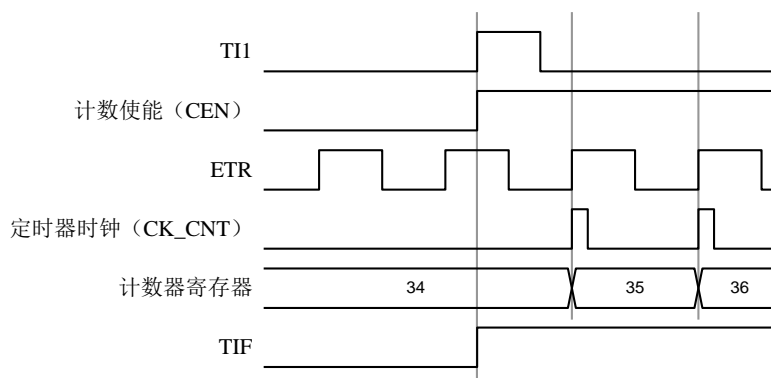 TI1
计数使能（CEN）
ETR
定时器时钟（CK_CNT）
计数器寄存器 34 35 36
TIF